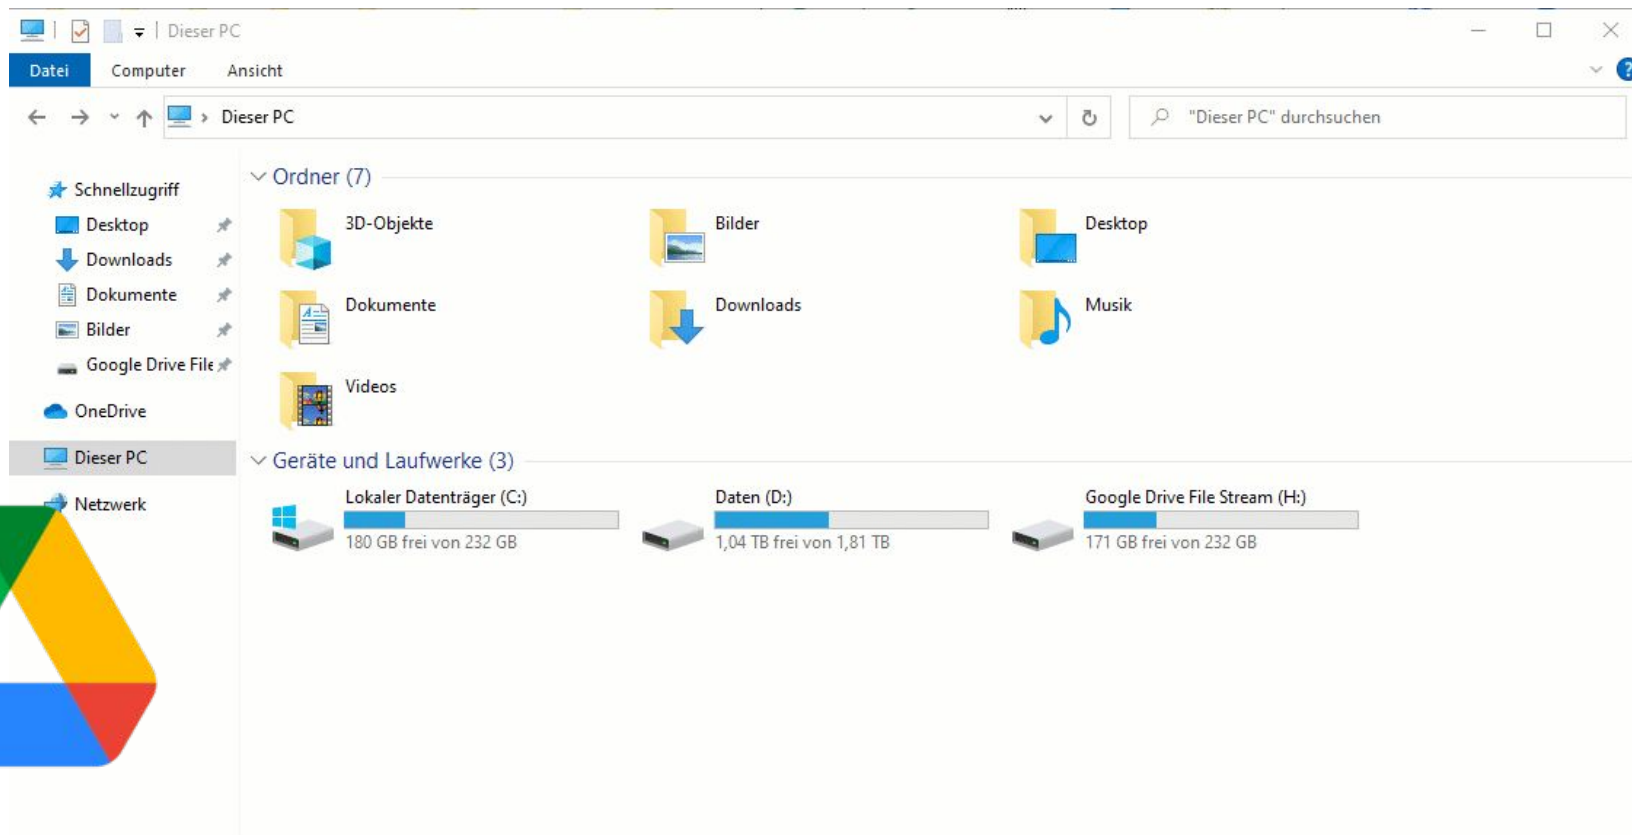 Dieser PC
Datei Computer Ansicht
Dieser PC
"Dieser PC" durchsuchen
Schnellzugriff
Desktop
Downloads
Dokumente
Bilder
Google Drive File
OneDrive
Dieser PC
Netzwerk
Ordner (7)
3D-Objekte
Bilder
Desktop
Dokumente
Downloads
Musik
Videos
Geräte und Laufwerke (3)
Lokaler Datenträger (C:)
180 GB frei von 232 GB
Daten (D:)
1,04 TB frei von 1,81 TB
Google Drive File Stream (H:)
171 GB frei von 232 GB